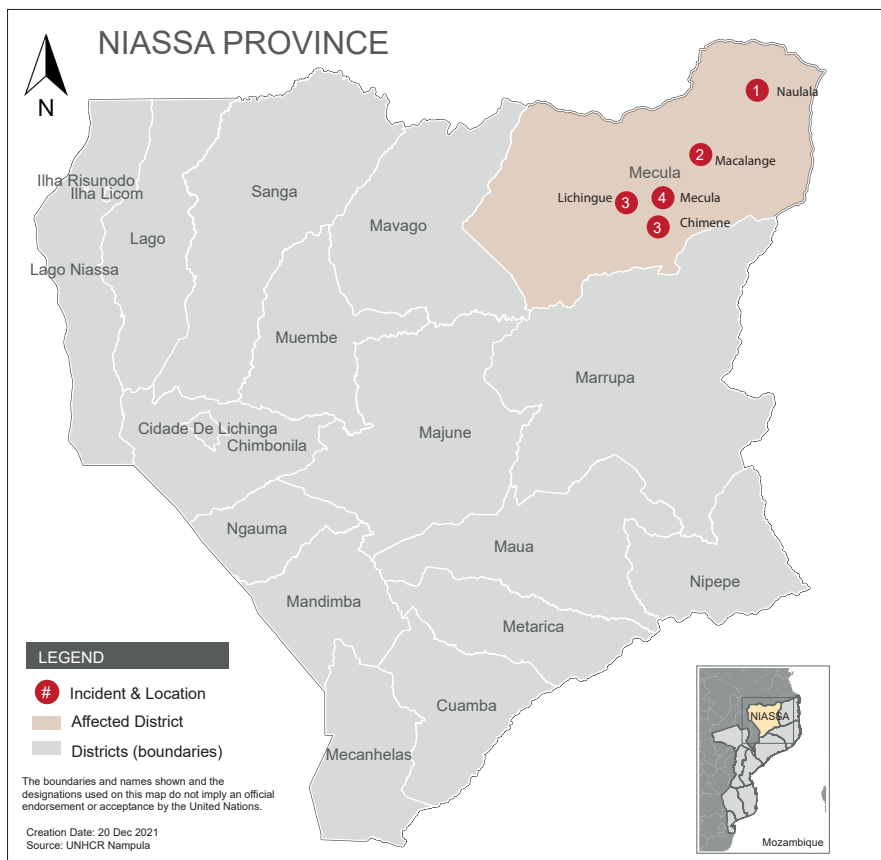 NIASSA PROVINCE
N
1
Naulala
2
Macalange
Mecula
Lichingue
3
4
Mecula
3
Chimene
Ilha Risunodo
Ilha Licom
Sanga
Mavago
Lago
Lago Niassa
Muembe
Marrupa
Cidade De Lichinga
Chimbonila
Majune
Ngauma
Maua
Nipepe
Mandimba
Metarica
Cuamba
Mecanhelas
LEGEND
# Incident & Location
Affected District
Districts (boundaries)
The boundaries and names shown and the
designations used on this map do not imply an official
endorsement or acceptance by the United Nations.
Creation Date: 20 Dec 2021
Source: UNHCR Nampula
NIASSA
Mozambique